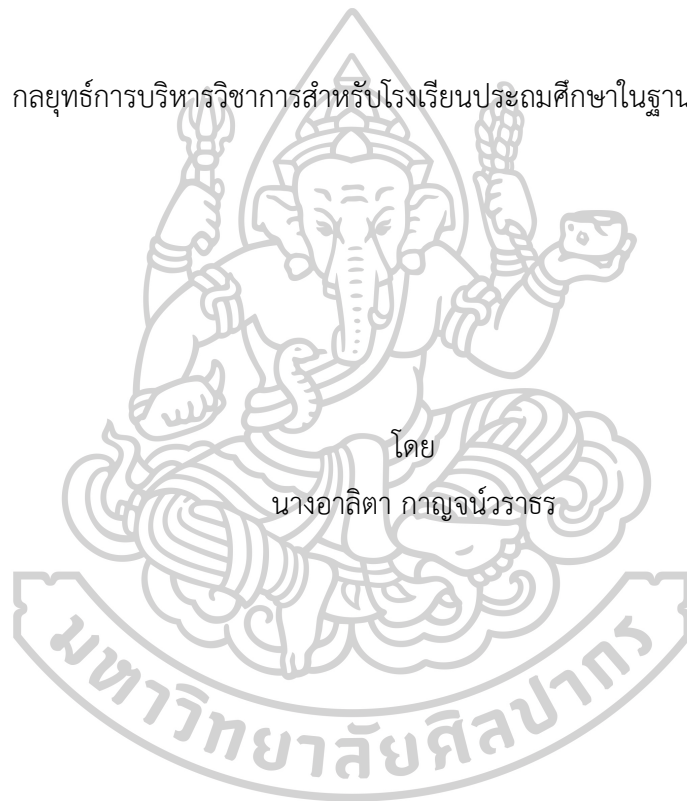 กลยุทธ์การบริหารวิชาการสำหรับโรงเรียนประถมศึกษาในฐาน
โดย
นางอาลิตา กาญจน์วราธร
มหาวิทยาลัยศิลปากร